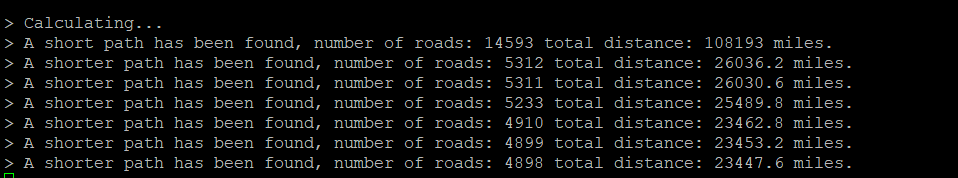 > Calculating...
> A short path has been found, number of roads: 14593 total distance: 108193 miles.
> A shorter path has been found, number of roads: 5312 total distance: 26036.2 miles.
> A shorter path has been found, number of roads: 5311 total distance: 26030.6 miles.
> A shorter path has been found, number of roads: 5233 total distance: 25489.8 miles.
> A shorter path has been found, number of roads: 4910 total distance: 23462.8 miles.
> A shorter path has been found, number of roads: 4899 total distance: 23453.2 miles.
> A shorter path has been found, number of roads: 4898 total distance: 23447.6 miles.